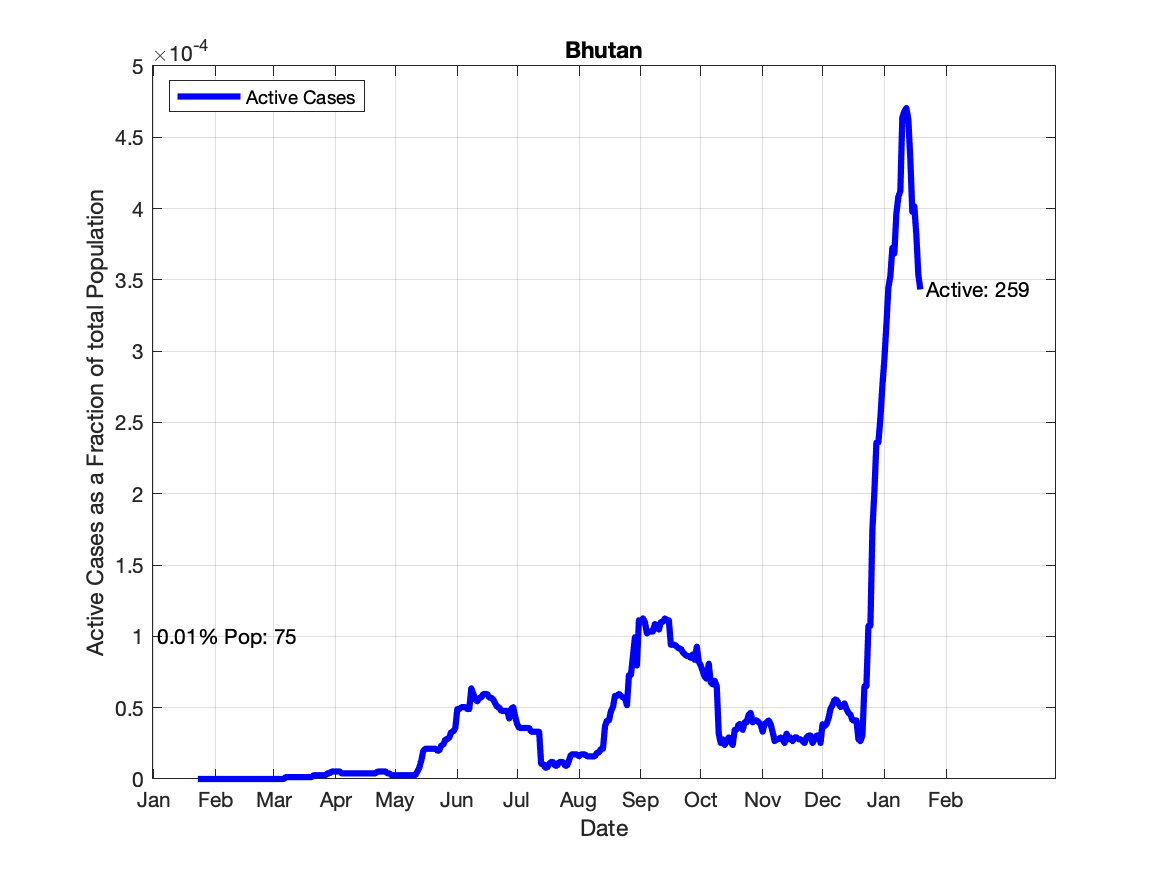 Bhutan
×10-4
5
4.5
4
3.5
3
2.5
2
1.5
1
0.5
0
Active Cases as a Fraction of total Population
Active Cases
Active: 259
0.01% Pop: 75
Jan Feb Mar Apr May Jun Jul Aug Sep Oct Nov Dec Jan Feb
Date